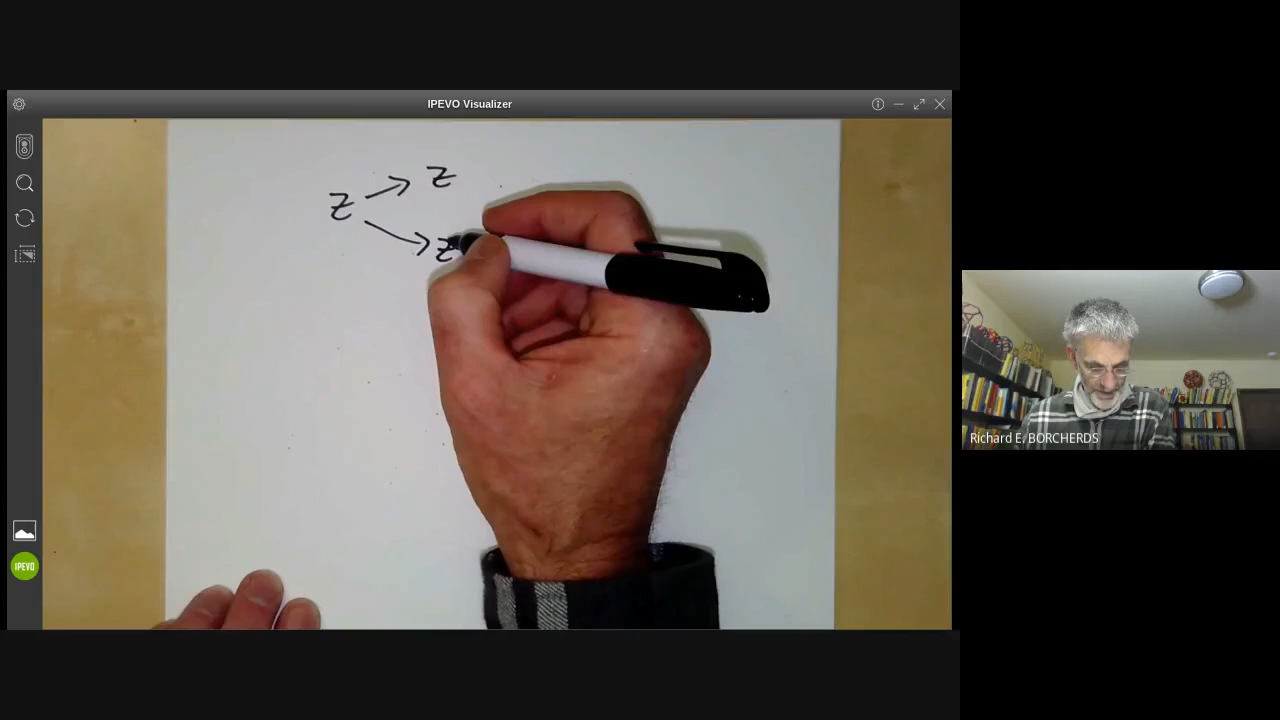 IPEVO Visualizer
z → z
→ z
IPEVO
Richard E. BORCHERDS